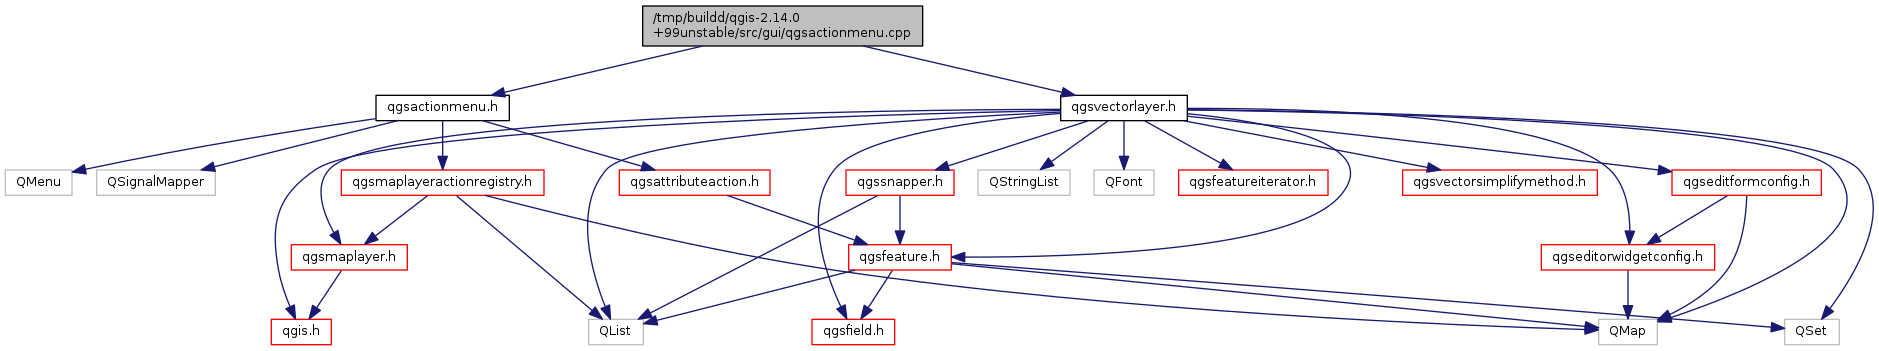 /tmp/buildd/qgis-2.14.0
+99unstable/src/gui/qgsactionmenu.cpp
qgsactionmenu.h
qgsvectorlayer.h
QMenu
QSignalMapper
qgsmaplayeractionregistry.h
qgsattributeaction.h
qgssnapper.h
QStringList
QFont
qgsfeatureiterator.h
qgsvectorsimplifymethod.h
qgseditformconfig.h
qgsmaplayer.h
qgsfeature.h
qgseditorwidgetconfig.h
qgis.h
QList
qgsfield.h
QMap
QSet